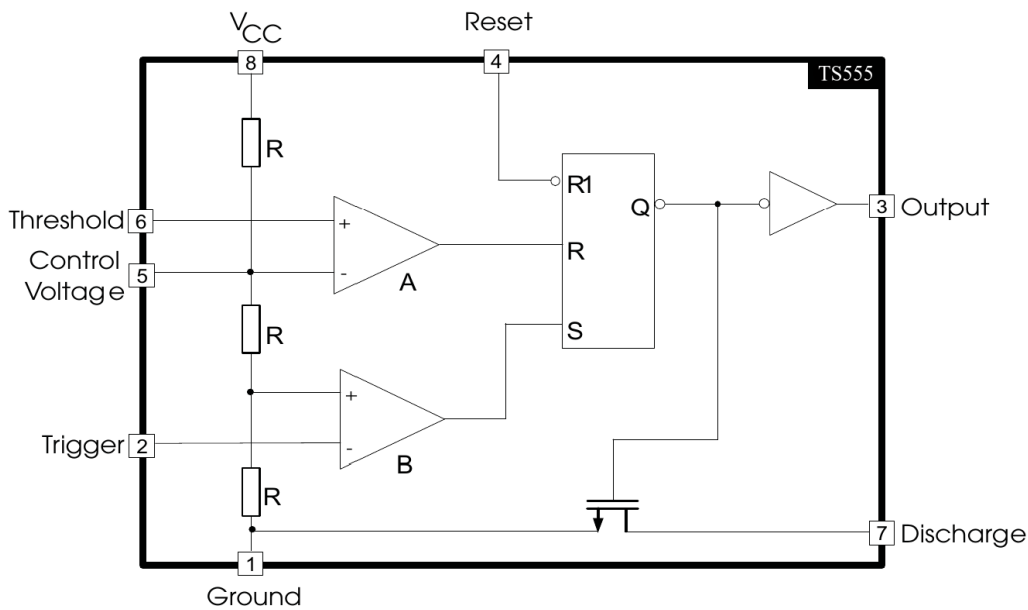 VCC
Reset
8
4
TS555
R
R1
Threshold
6
+
Q
3
Output
Control
Voltage
5
-
A
R
R
S
+
Trigger
2
-
B
R
7
Discharge
1
Ground